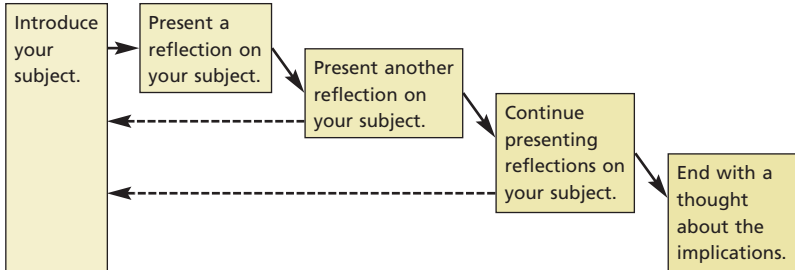 Introduce
your
subject.
Present a
reflection on
your subject.
Present another
reflection on
your subject.
Continue
presenting
reflections on
your subject.
End with a
thought
about the
implications.